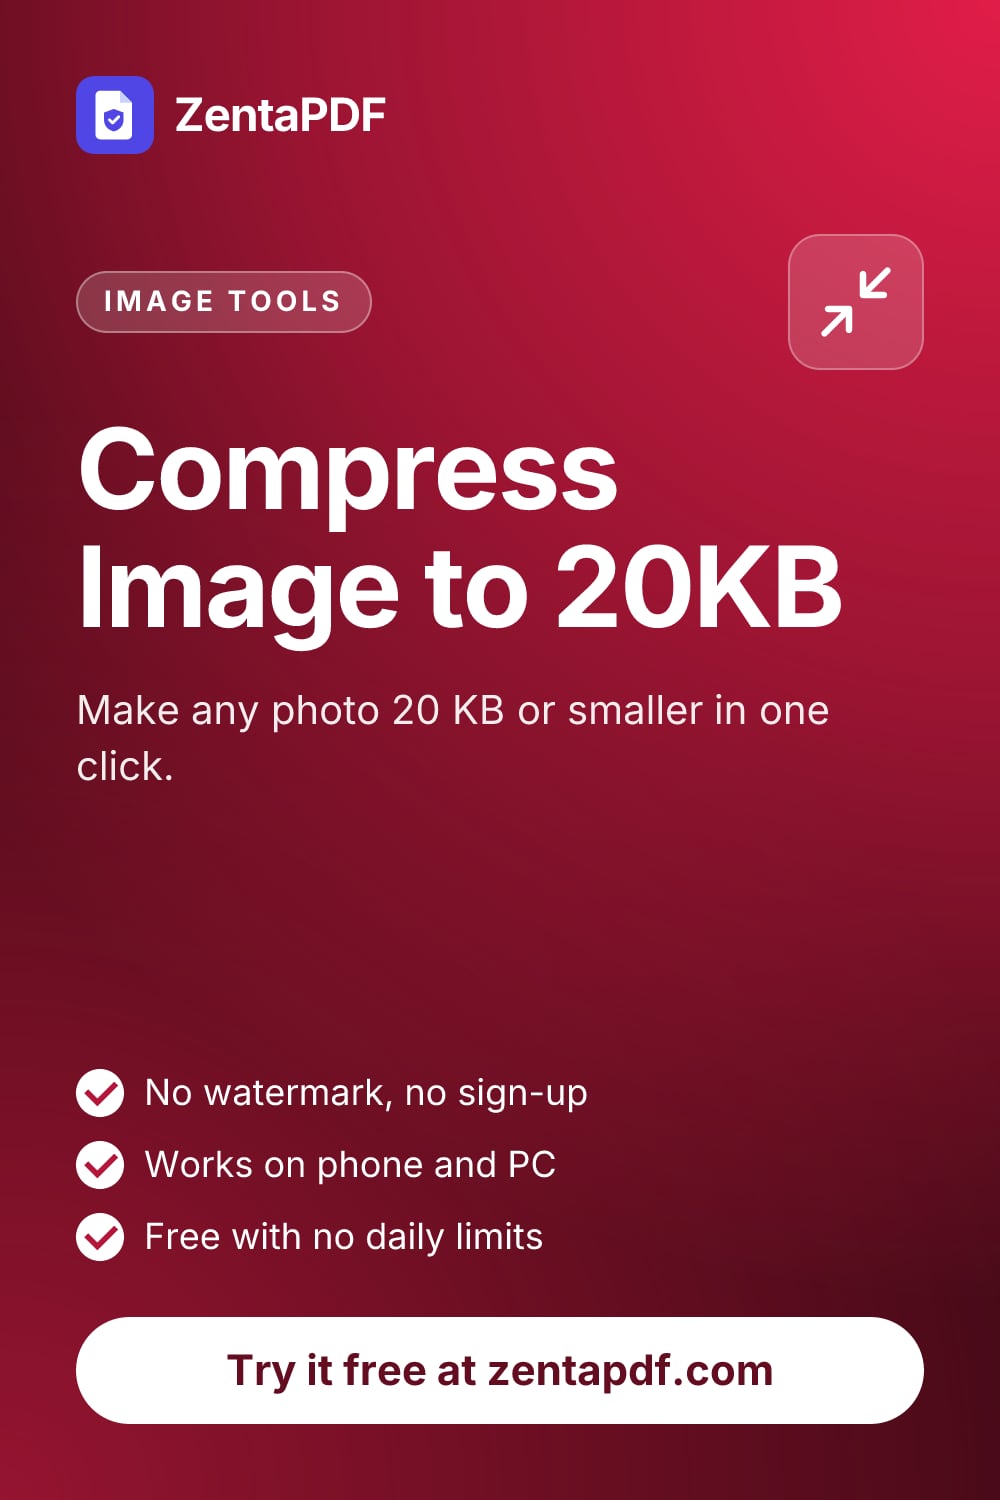 ZentaPDF
IMAGE TOOLS
Compress
Image to 20KB
Make any photo 20 KB or smaller in one
click.
No watermark, no sign-up
Works on phone and PC
Free with no daily limits
Try it free at zentapdf.com